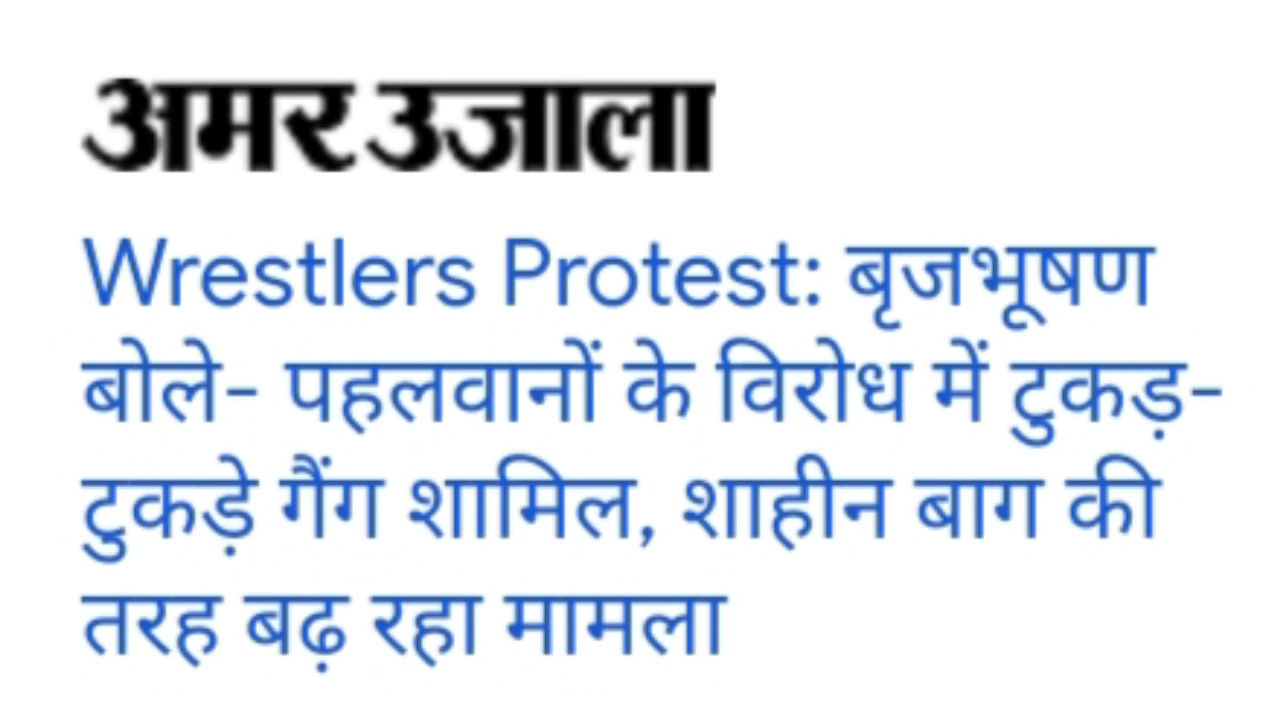 अमर उजाला
Wrestlers Protest: बृजभूषण
बोले- पहलवानों के विरोध में टुकड़-
टुकड़े गैंग शामिल, शाहीन बाग की
तरह बढ़ रहा मामला